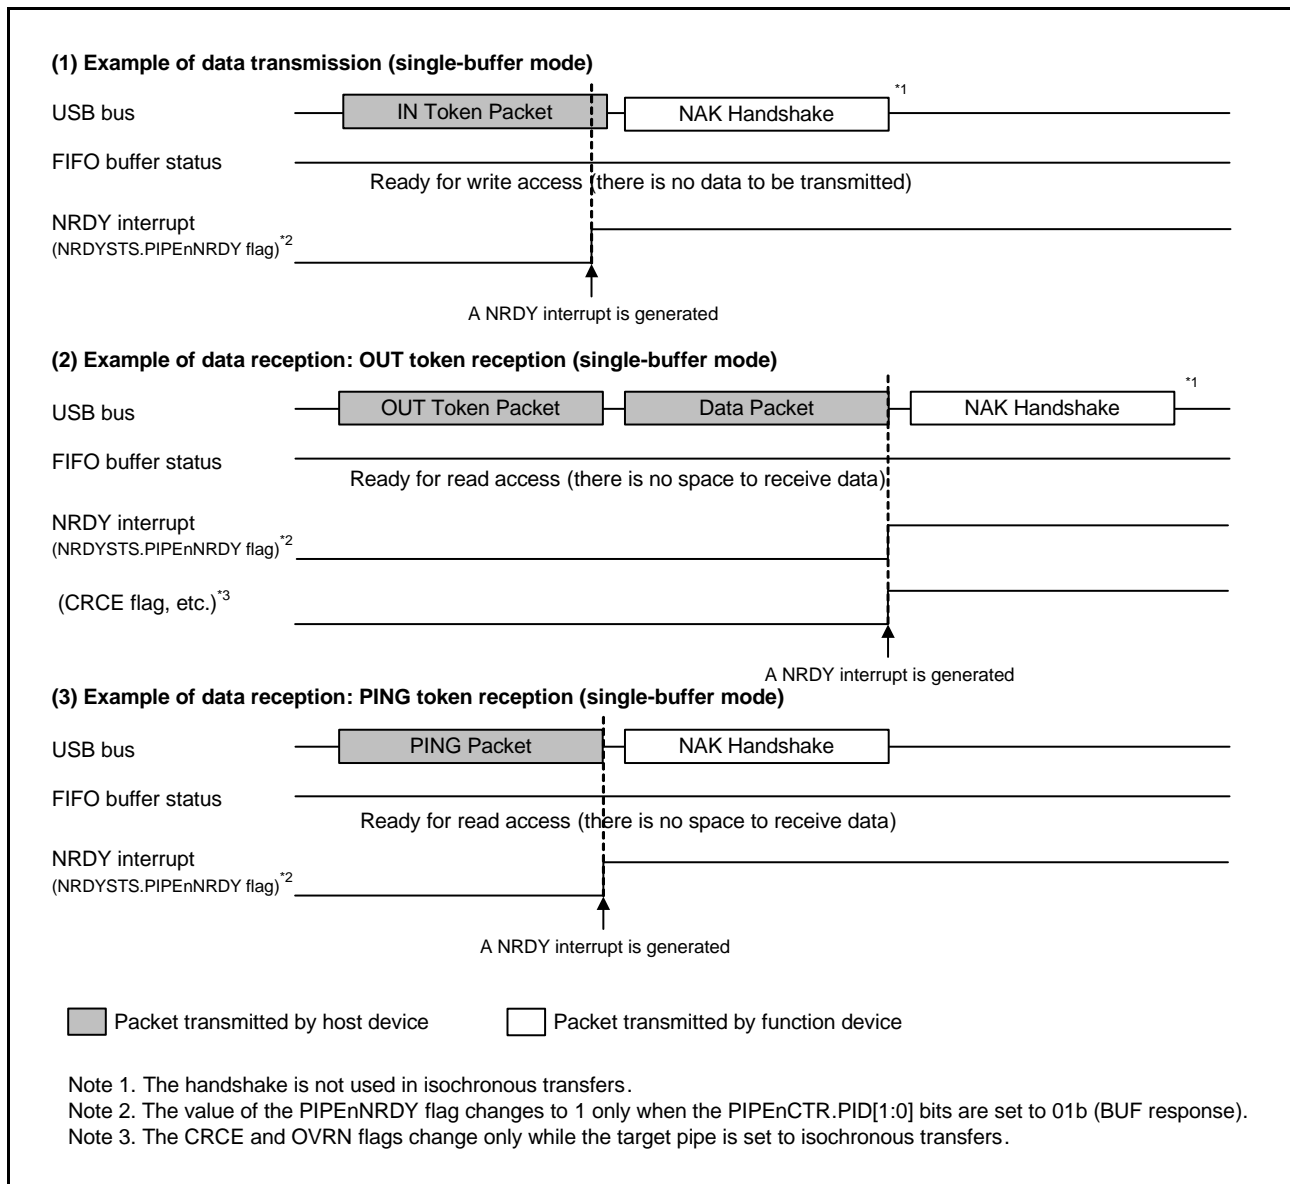 (1) Example of data transmission (single-buffer mode)
USB bus
IN Token Packet
NAK Handshake
*1
FIFO buffer status
Ready for write access (there is no data to be transmitted)
NRDY interrupt
(NRDYSTS.PIPEnNRDY flag)*2
A NRDY interrupt is generated
(2) Example of data reception: OUT token reception (single-buffer mode)
USB bus
OUT Token Packet
Data Packet
NAK Handshake
*1
FIFO buffer status
Ready for read access (there is no space to receive data)
NRDY interrupt
(NRDYSTS.PIPEnNRDY flag)*2
(CRCE flag, etc.)*3
A NRDY interrupt is generated
(3) Example of data reception: PING token reception (single-buffer mode)
USB bus
PING Packet
NAK Handshake
FIFO buffer status
Ready for read access (there is no space to receive data)
NRDY interrupt
(NRDYSTS.PIPEnNRDY flag)*2
A NRDY interrupt is generated
Packet transmitted by host device
Packet transmitted by function device
Note 1. The handshake is not used in isochronous transfers.
Note 2. The value of the PIPEnNRDY flag changes to 1 only when the PIPEnCTR.PID[1:0] bits are set to 01b (BUF response).
Note 3. The CRCE and OVRN flags change only while the target pipe is set to isochronous transfers.